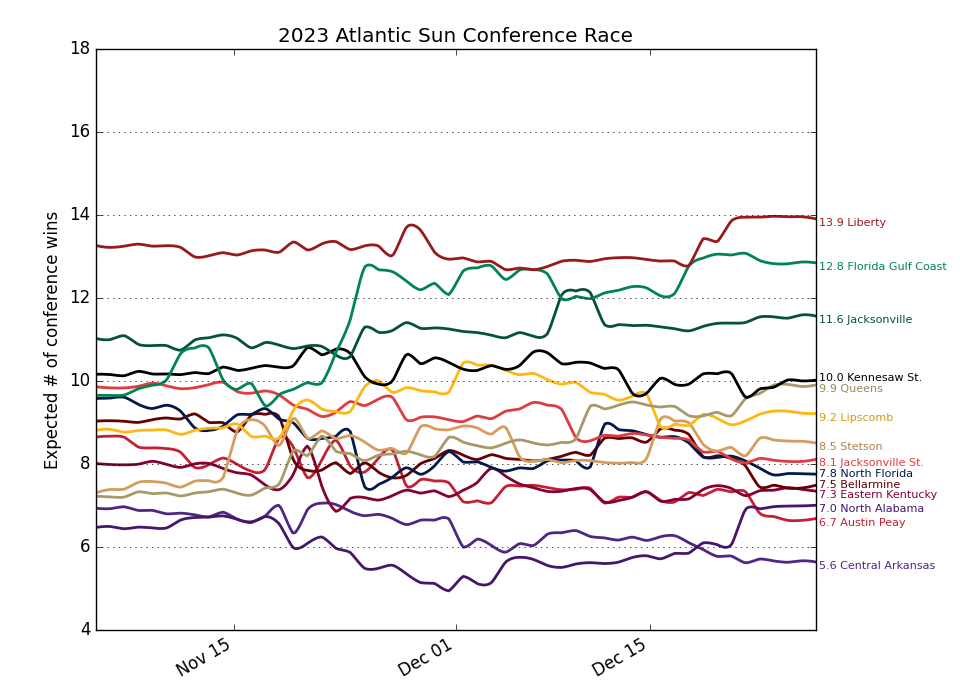 2023 Atlantic Sun Conference Race
Expected # of conference wins
18
16
14
12
10
8
6
4
Nov 15
Dec 01
Dec 15
13.9 Liberty
12.8 Florida Gulf Coast
11.6 Jacksonville
10.0 Kennesaw St.
9.9 Queens
9.2 Lipscomb
8.5 Stetson
8.1 Jacksonville St.
7.8 North Florida
7.5 Bellarmine
7.3 Eastern Kentucky
7.0 North Alabama
6.7 Austin Peay
5.6 Central Arkansas